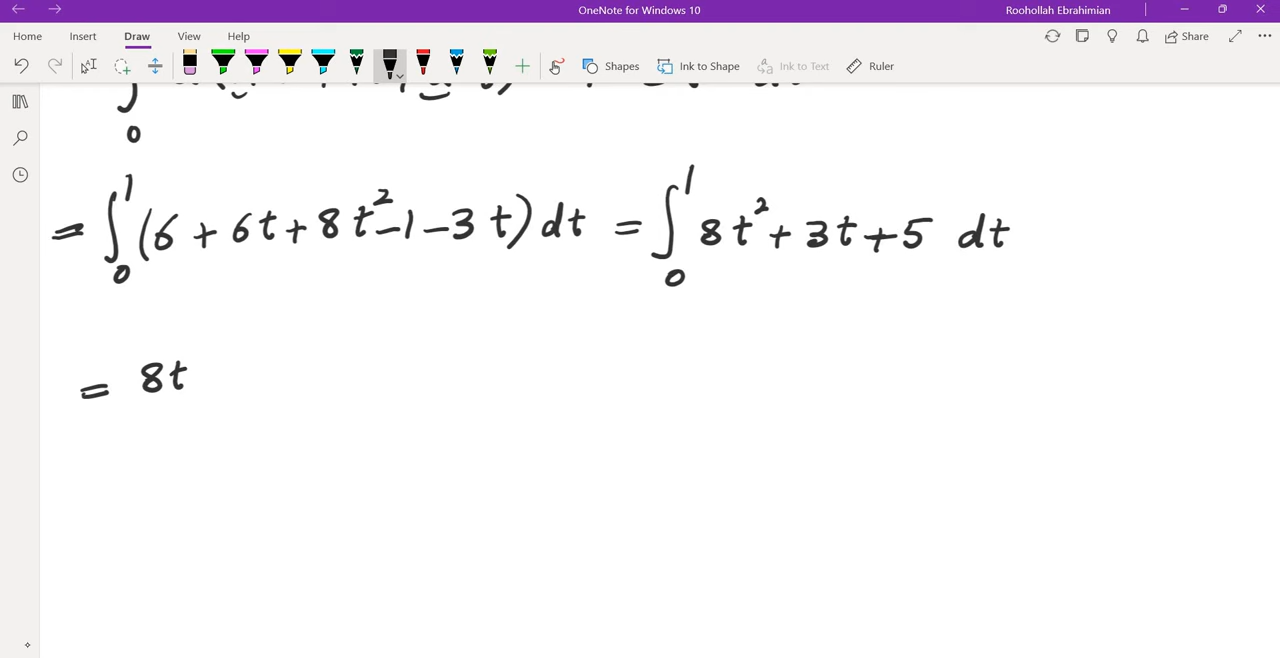 OneNote for Windows 10
Roohollah Ebrahimian
Home Insert Draw View Help
Share
Shapes Ink to Shape Ink to Text Ruler
0
= ∫₀¹ (6 + 6t + 8t² - 1 - 3t) dt = ∫₀¹ 8t² + 3t + 5 dt
= 8t